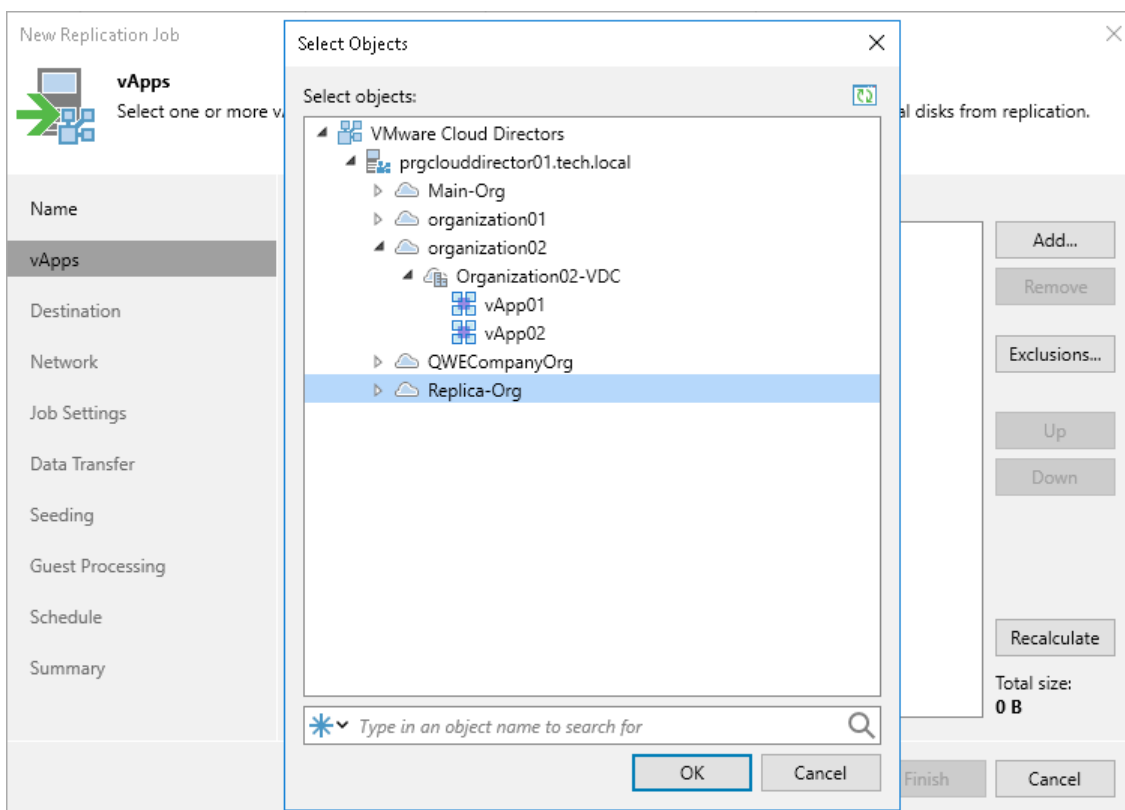 New Replication Job
vApps
Select one or more v
al disks from replication.
Name
vApps
Destination
Network
Job Settings
Data Transfer
Seeding
Guest Processing
Schedule
Summary
Select Objects
Select objects:
VMware Cloud Directors
prgclouddirector01.tech.local
Main-Org
organization01
organization02
Organization02-VDC
vApp01
vApp02
QWECompanyOrg
Replica-Org
Type in an object name to search for
OK
Cancel
Add...
Remove
Exclusions...
Up
Down
Recalculate
Total size:
0 B
Finish
Cancel